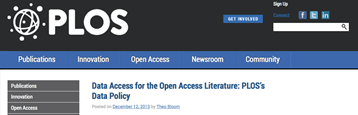 Sign Up
PLOS
GET INVOLVED
Connect
Publications Innovation Open Access Newsroom Community
Publications
Innovation
Open Access
Data Access for the Open Access Literature: PLOS's
Data Policy
Posted on December 12, 2013 by Theo Bloom